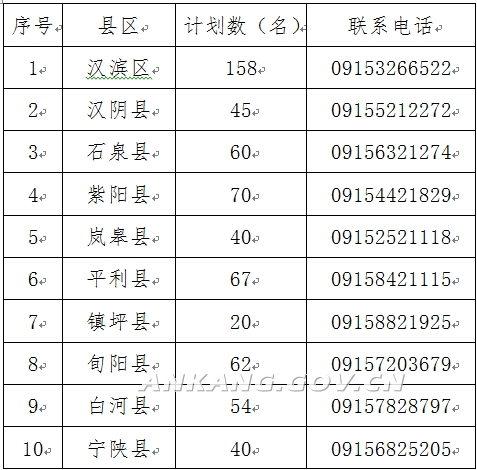 序号 县区 计划数（名） 联系电话
1 汉滨区 158 09153266522
2 汉阴县 45 09155212272
3 石泉县 60 09156321274
4 紫阳县 70 09154421829
5 岚皋县 40 09152521118
6 平利县 67 09158421115
7 镇坪县 20 09158821925
8 旬阳县 62 09157203679
ANKANG.GOV.CN
9 白河县 54 09157828797
10 宁陕县 40 09156825205